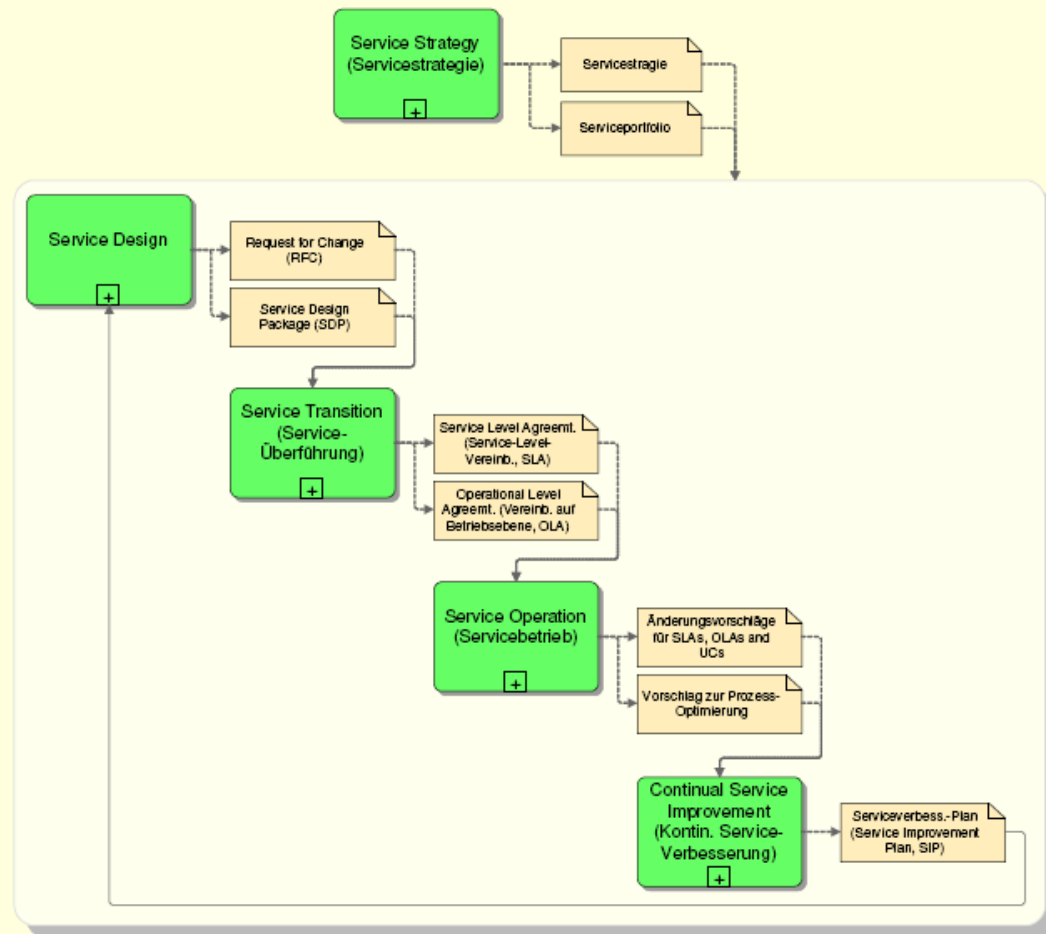 Service Strategy
(Servicestrategie)
Servicestragie
Serviceportfolio
Service Design
Request for Change
(RFC)
Service Design
Package (SDP)
Service Transition
(Service-
Überführung)
Service Level Agreemt.
(Service-Level-
Vereinb., SLA)
Operational Level
Agreemt. (Vereinb. auf
Betriebsebene, OLA)
Service Operation
(Servicebetrieb)
Änderungsvorschläge
für SLAs, OLAs and
UCs
Vorschlag zur Prozess-
Optimierung
Continual Service
Improvement
(Kontin. Service-
Verbesserung)
Serviceverbess.-Plan
(Service Improvement
Plan, SIP)